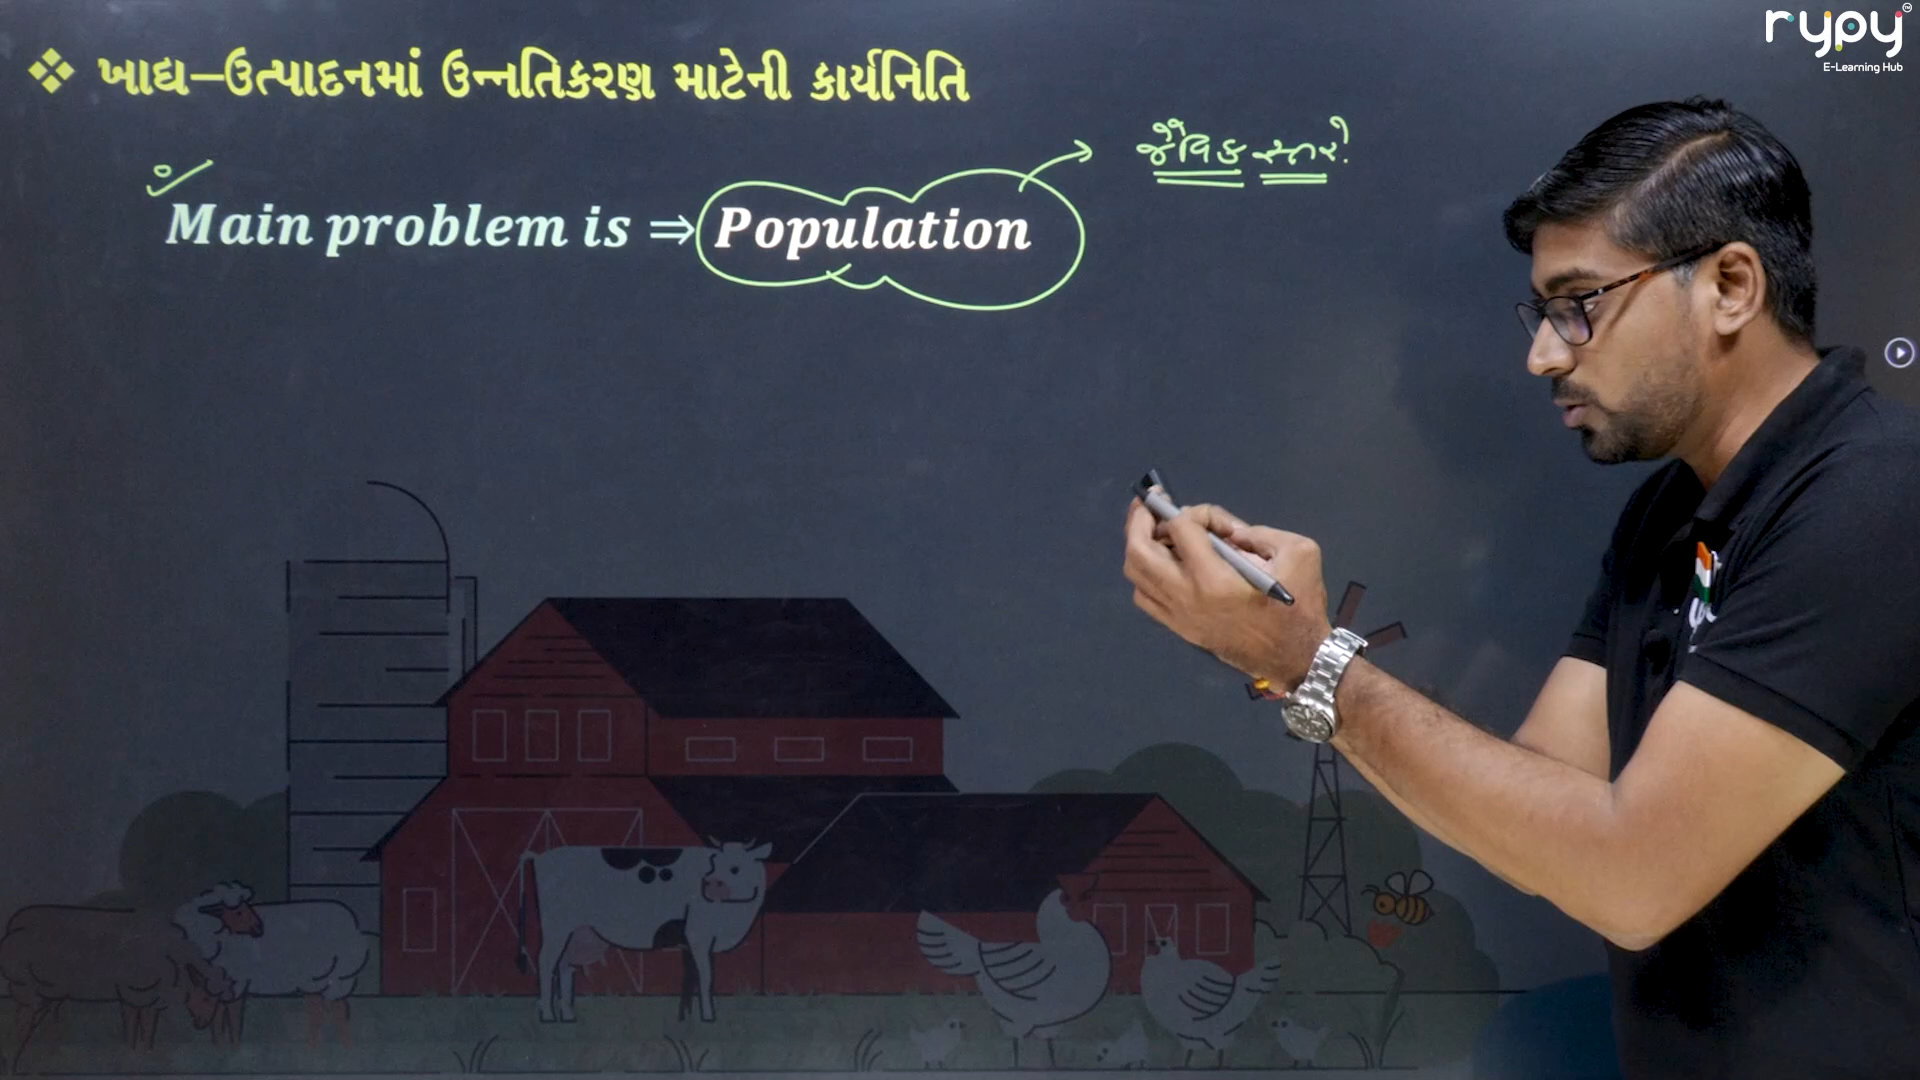 rypy
E-Learning Hub
❖ ખાદ્ય–ઉત્પાદનમાં ઉન્નતિકરણ માટેની કાર્યનિતિ
જૈવિક સ્તર?
Main problem is ⇒ Population